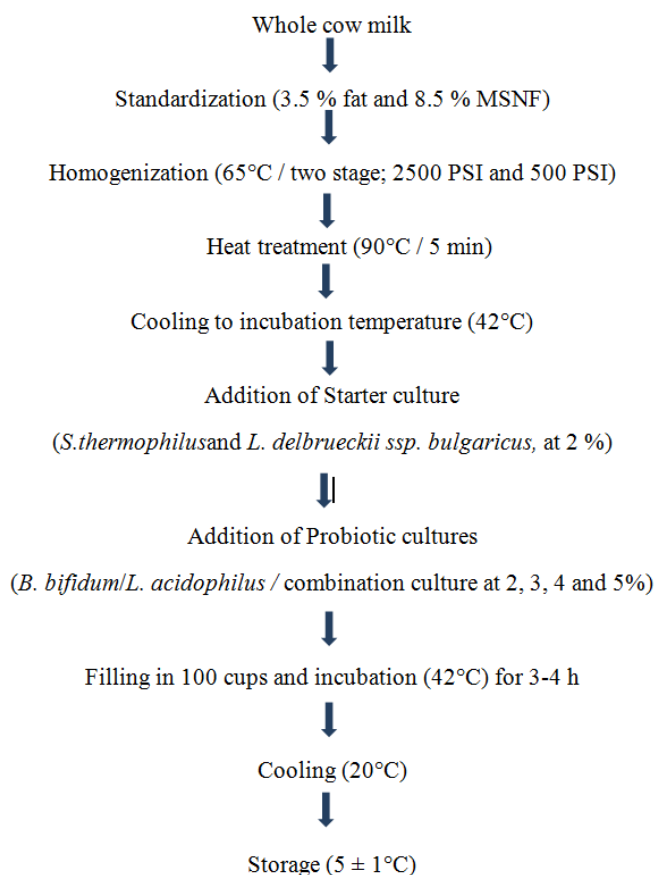 Whole cow milk
Standardization (3.5 % fat and 8.5 % MSNF)
Homogenization (65°C / two stage; 2500 PSI and 500 PSI)
Heat treatment (90°C / 5 min)
Cooling to incubation temperature (42°C)
Addition of Starter culture
(S.thermophilusand L. delbrueckii ssp. bulgaricus, at 2 %)
Addition of Probiotic cultures
(B. bifidum/L. acidophilus / combination culture at 2, 3, 4 and 5%)
Filling in 100 cups and incubation (42°C) for 3-4 h
Cooling (20°C)
Storage (5 ± 1°C)